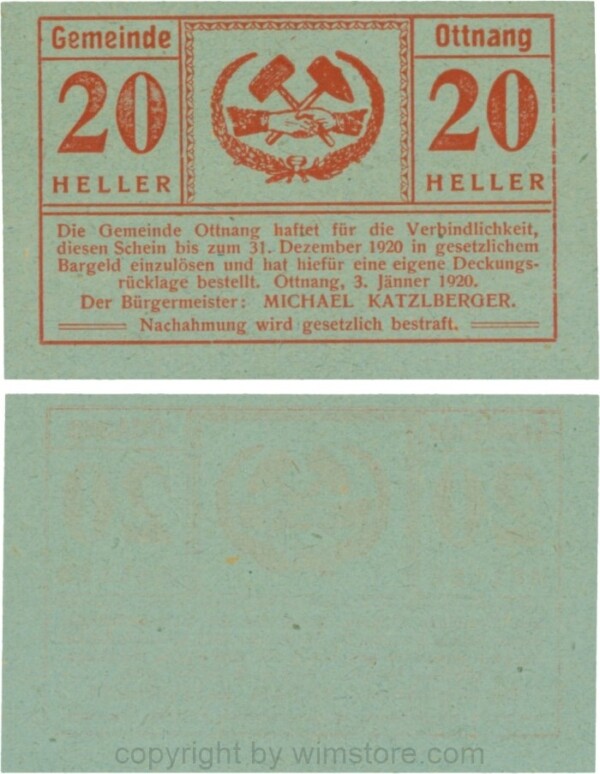 Gemeinde
Ottnang
20
20
HELLER
HELLER
Die Gemeinde Ottnang haftet für die Verbindlichkeit,
diesen Schein bis zum 31. Dezember 1920 in gesetzlichem
Bargeld einzulösen und hat hiefür eine eigene Deckungs-
rücklage bestellt. Ottnang, 3. Jänner 1920.
Der Bürgermeister: MICHAEL KATZLBERGER.
Nachahmung wird gesetzlich bestraft.
copyright by wimstore.com